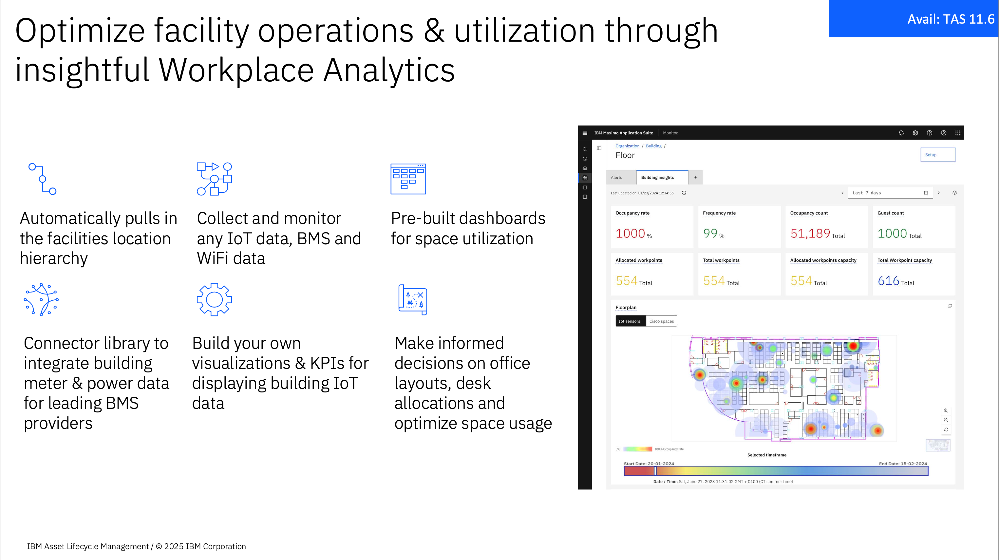 Optimize facility operations & utilization through
insightful Workplace Analytics
Avail: TAS 11.6
Automatically pulls in
the facilities location
hierarchy
Collect and monitor
any IoT data, BMS and
WiFi data
Pre-built dashboards
for space utilization
Connector library to
integrate building
meter & power data
for leading BMS
providers
Build your own
visualizations & KPIs for
displaying building IoT
data
Make informed
decisions on office
layouts, desk
allocations and
optimize space usage
IBM Maximo Application Suite Monitor
Organization / Building /
Floor
Setup
Alerts Building insights +
Last updated on: 01/23/2024 12:34:56
Last 7 days
Occupancy rate Frequency rate Occupancy count Guest count
1000 % 99 % 51,189 Total 1000 Total
Allocated workpoints Total workpoints Allocated workpoints capacity Total Workpoint capacity
554 Total 554 Total 554 Total 616 Total
Floorplan
Iot sensors Cisco spaces
0% 100% Occupancy rate
Selected timeframe
Start Date: 20-01-2024 End Date: 15-02-2024
Date / Time: Sat, June 27, 2023 11:31:02 GMT + 0100 (CT summer time)
IBM Asset Lifecycle Management / © 2025 IBM Corporation